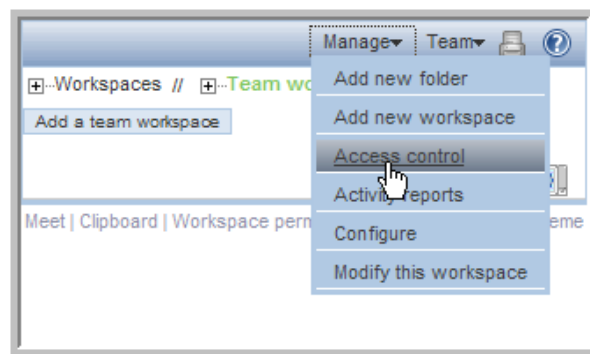 Manage Team ?
Workspaces // Team wo
Add a team workspace
Add new folder
Add new workspace
Access control
Activity reports
Configure
Modify this workspace
Meet | Clipboard | Workspace perm eme